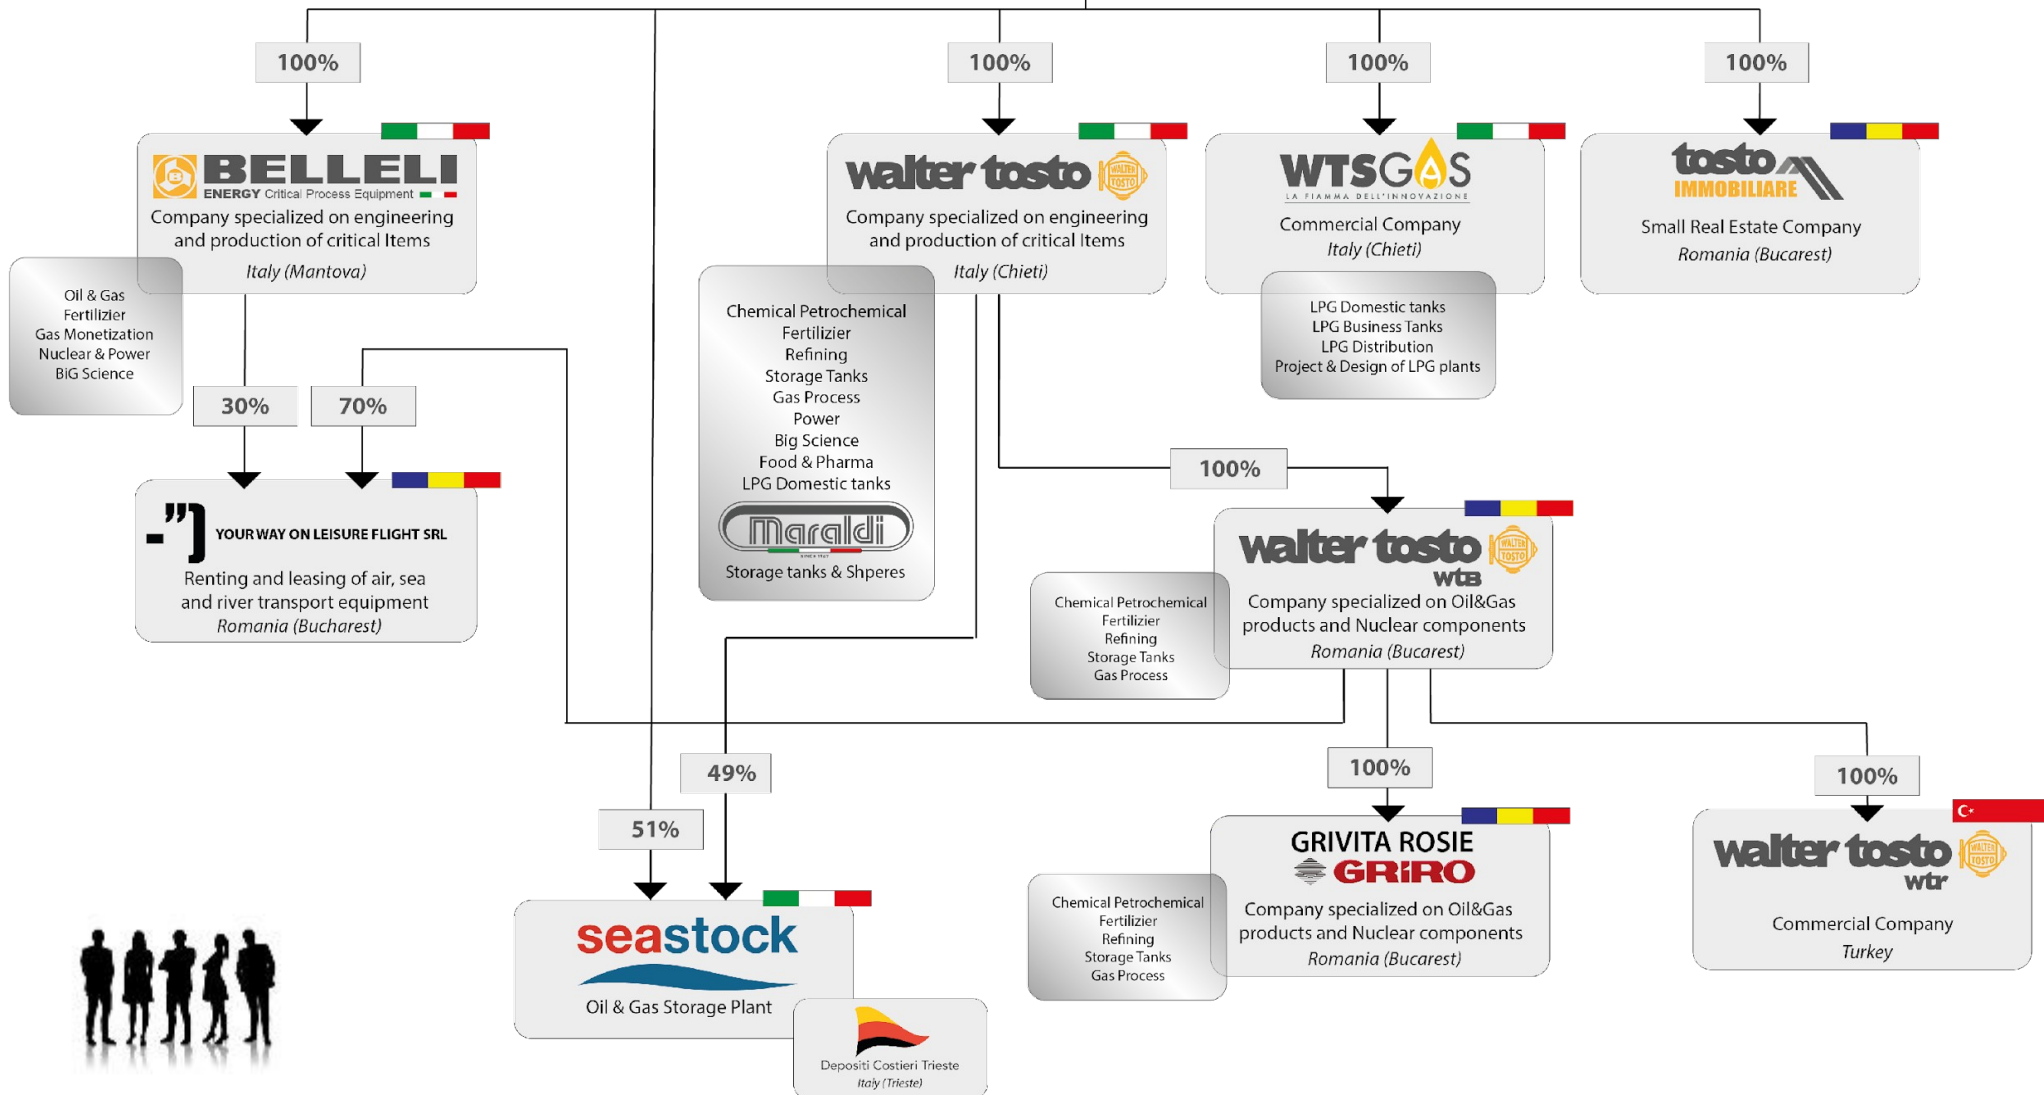 100%
100%
100%
100%
BELLELI
ENERGY Critical Process Equipment
Company specialized on engineering
and production of critical Items
Italy (Mantova)
Oil & Gas
Fertilizier
Gas Monetization
Nuclear & Power
BiG Science
walter tosto
WALTER
TOSTO
Company specialized on engineering
and production of critical Items
Italy (Chieti)
Chemical Petrochemical
Fertilizier
Refining
Storage Tanks
Gas Process
Power
Big Science
Food & Pharma
LPG Domestic tanks
Maraldi
SINCE 1947
Storage tanks & Shperes
WTSGAS
LA FIAMMA DELL'INNOVAZIONE
Commercial Company
Italy (Chieti)
LPG Domestic tanks
LPG Business Tanks
LPG Distribution
Project & Design of LPG plants
tosto
IMMOBILIARE
Small Real Estate Company
Romania (Bucarest)
30%
70%
-”)
YOUR WAY ON LEISURE FLIGHT SRL
Renting and leasing of air, sea
and river transport equipment
Romania (Bucharest)
100%
walter tosto
WALTER
TOSTO
wtB
Company specialized on Oil&Gas
products and Nuclear components
Romania (Bucarest)
Chemical Petrochemical
Fertilizier
Refining
Storage Tanks
Gas Process
49%
51%
100%
100%
seastock
Oil & Gas Storage Plant
Depositi Costieri Trieste
Italy (Trieste)
GRIVITA ROSIE
GRIRO
Company specialized on Oil&Gas
products and Nuclear components
Romania (Bucarest)
Chemical Petrochemical
Fertilizier
Refining
Storage Tanks
Gas Process
walter tosto
WALTER
TOSTO
wtr
Commercial Company
Turkey